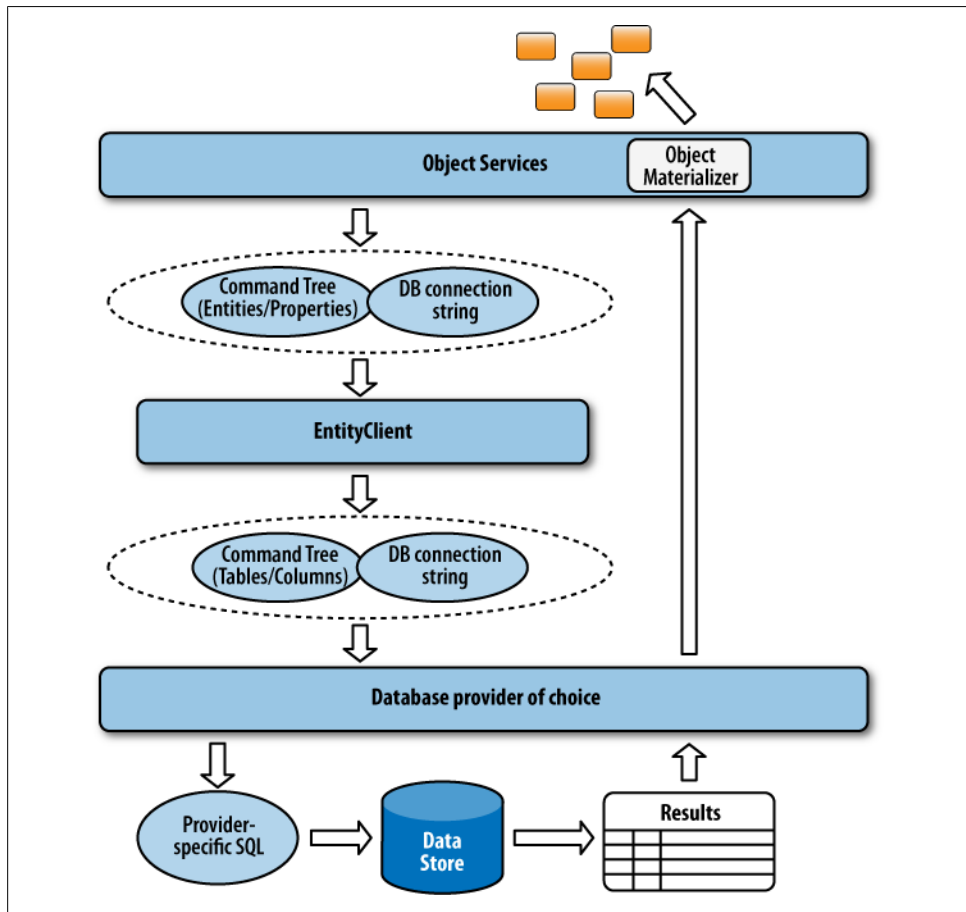 Object Services
Object
Materializer
Command Tree
(Entities/Properties)
DB connection
string
EntityClient
Command Tree
(Tables/Columns)
DB connection
string
Database provider of choice
Provider-
specific SQL
Data
Store
Results